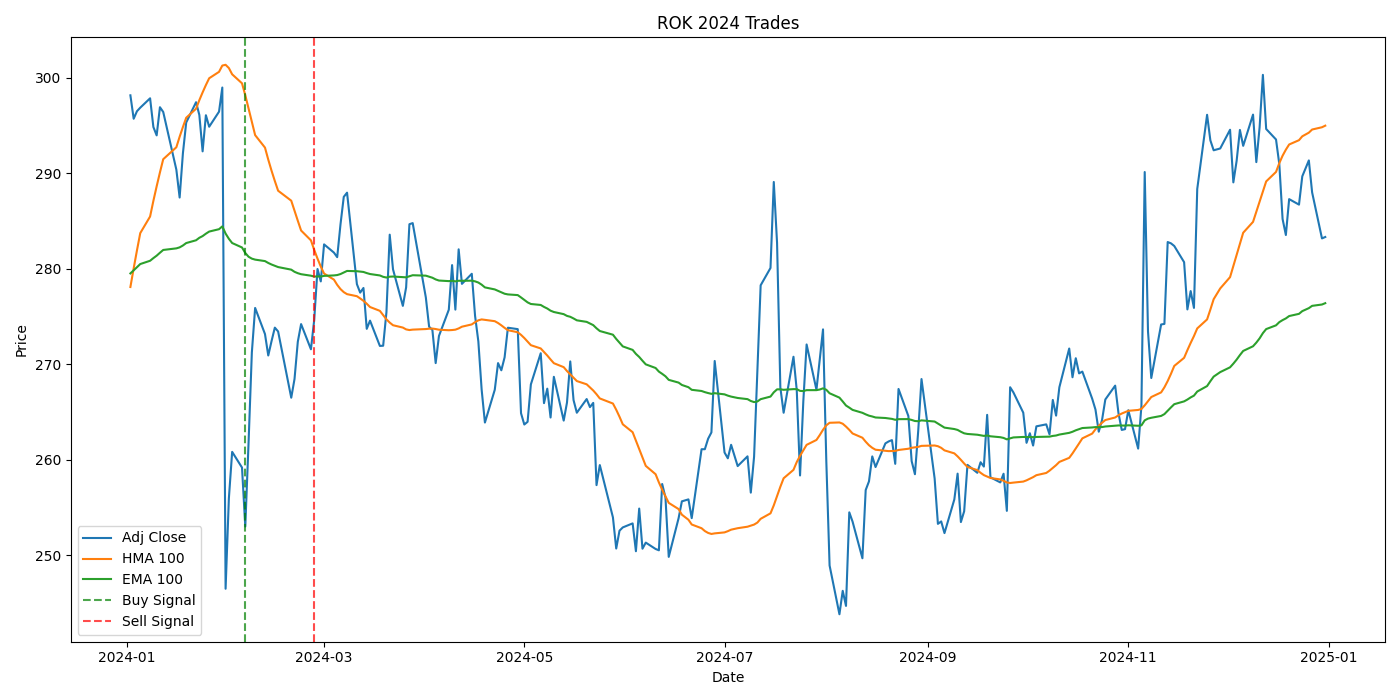 ROK 2024 Trades
Price
300
290
280
270
260
250
Adj Close
HMA 100
EMA 100
Buy Signal
Sell Signal
2024-01
2024-03
2024-05
2024-07
2024-09
2024-11
2025-01
Date